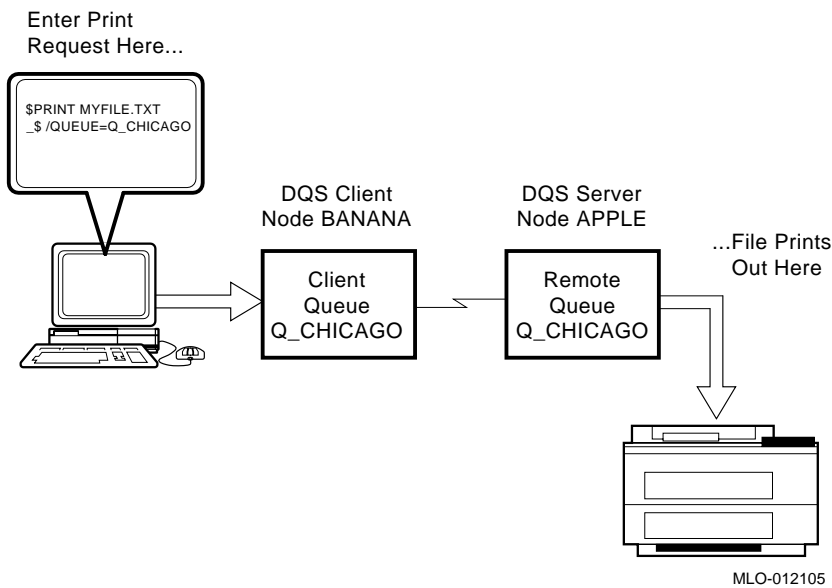 Enter Print
Request Here...
$PRINT MYFILE.TXT
_$ /QUEUE=Q_CHICAGO
DQS Client
Node BANANA
DQS Server
Node APPLE
...File Prints
Out Here
Client
Queue
Q_CHICAGO
Remote
Queue
Q_CHICAGO
MLO-012105